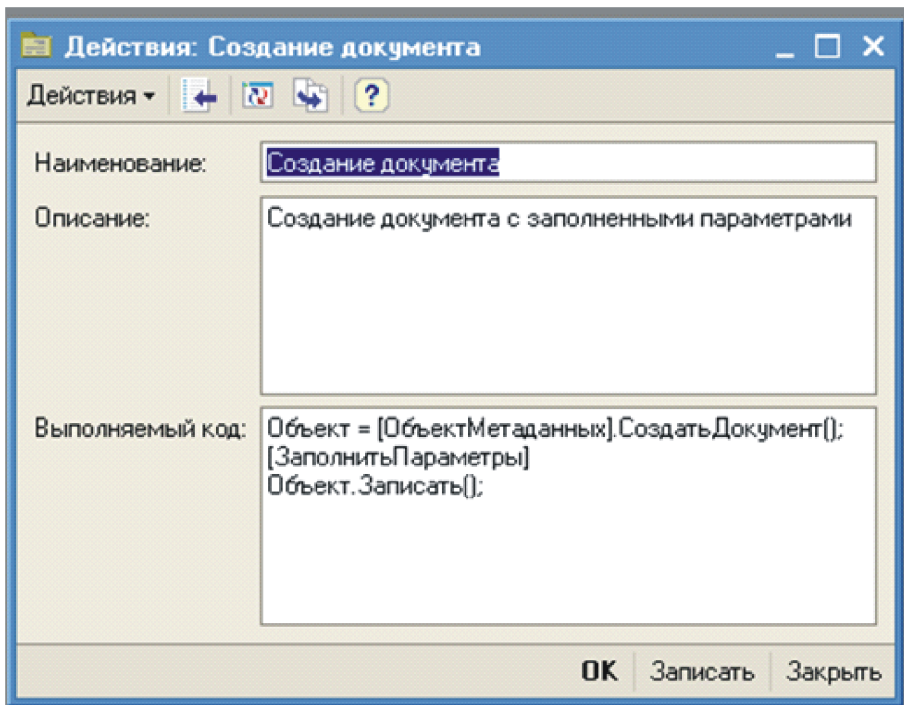 Действия: Создание документа
Действия
?
Наименование: Создание документа
Описание: Создание документа с заполненными параметрами
Выполняемый код: Объект = [ОбъектМетаданных].СоздатьДокумент();
[ЗаполнитьПараметры]
Объект.Записать();
OK Записать Закрыть